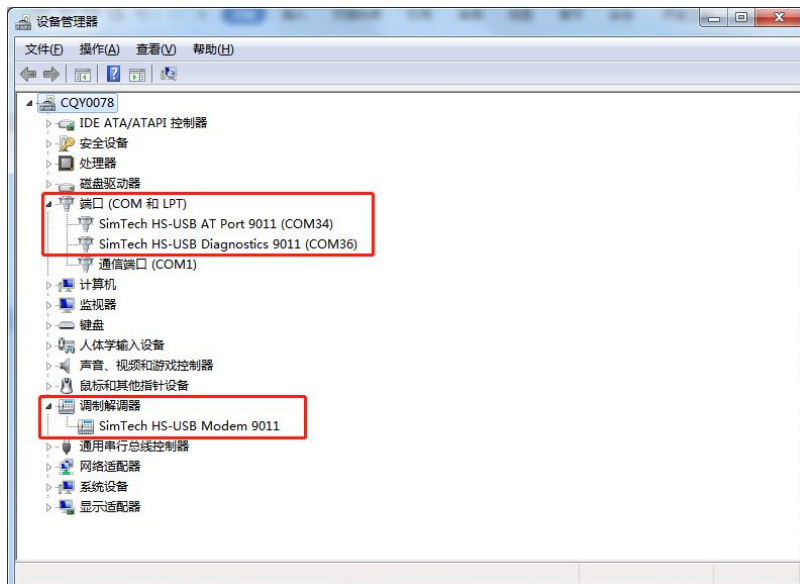 设备管理器
文件(F) 操作(A) 查看(V) 帮助(H)
CQY0078
IDE ATA/ATAPI 控制器
安全设备
处理器
磁盘驱动器
端口 (COM 和 LPT)
SimTech HS-USB AT Port 9011 (COM34)
SimTech HS-USB Diagnostics 9011 (COM36)
通信端口 (COM1)
计算机
监视器
键盘
人体学输入设备
声音、视频和游戏控制器
鼠标和其他指针设备
调制解调器
SimTech HS-USB Modem 9011
通用串行总线控制器
网络适配器
系统设备
显示适配器